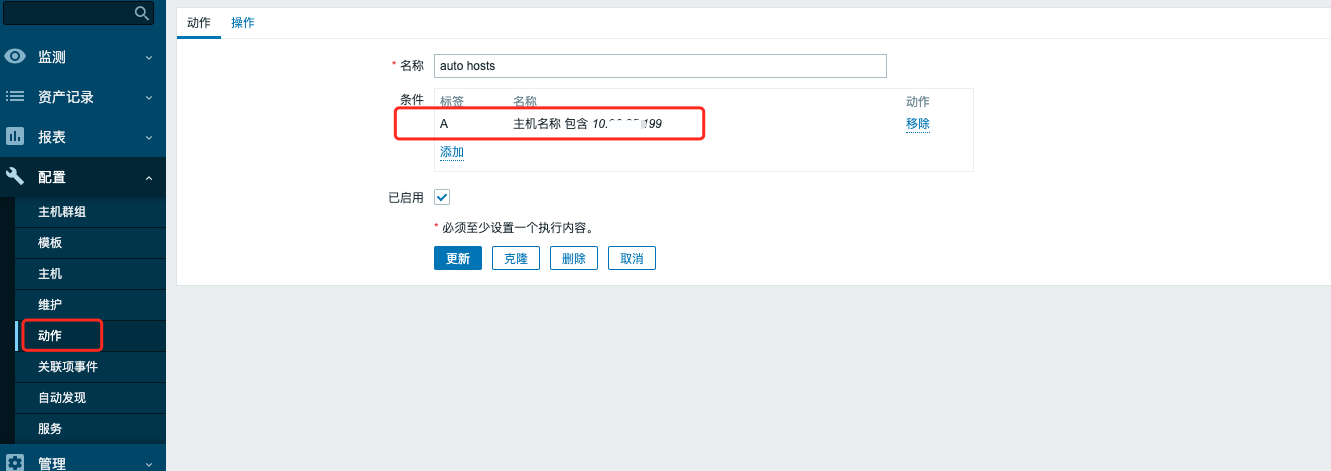 动作 操作
监测
资产记录
报表
配置
主机群组
模板
主机
维护
动作
关联项事件
自动发现
服务
管理
* 名称 auto hosts
条件 标签 名称 动作
A 主机名称 包含 移除
添加
已启用
* 必须至少设置一个执行内容。
更新 克隆 删除 取消